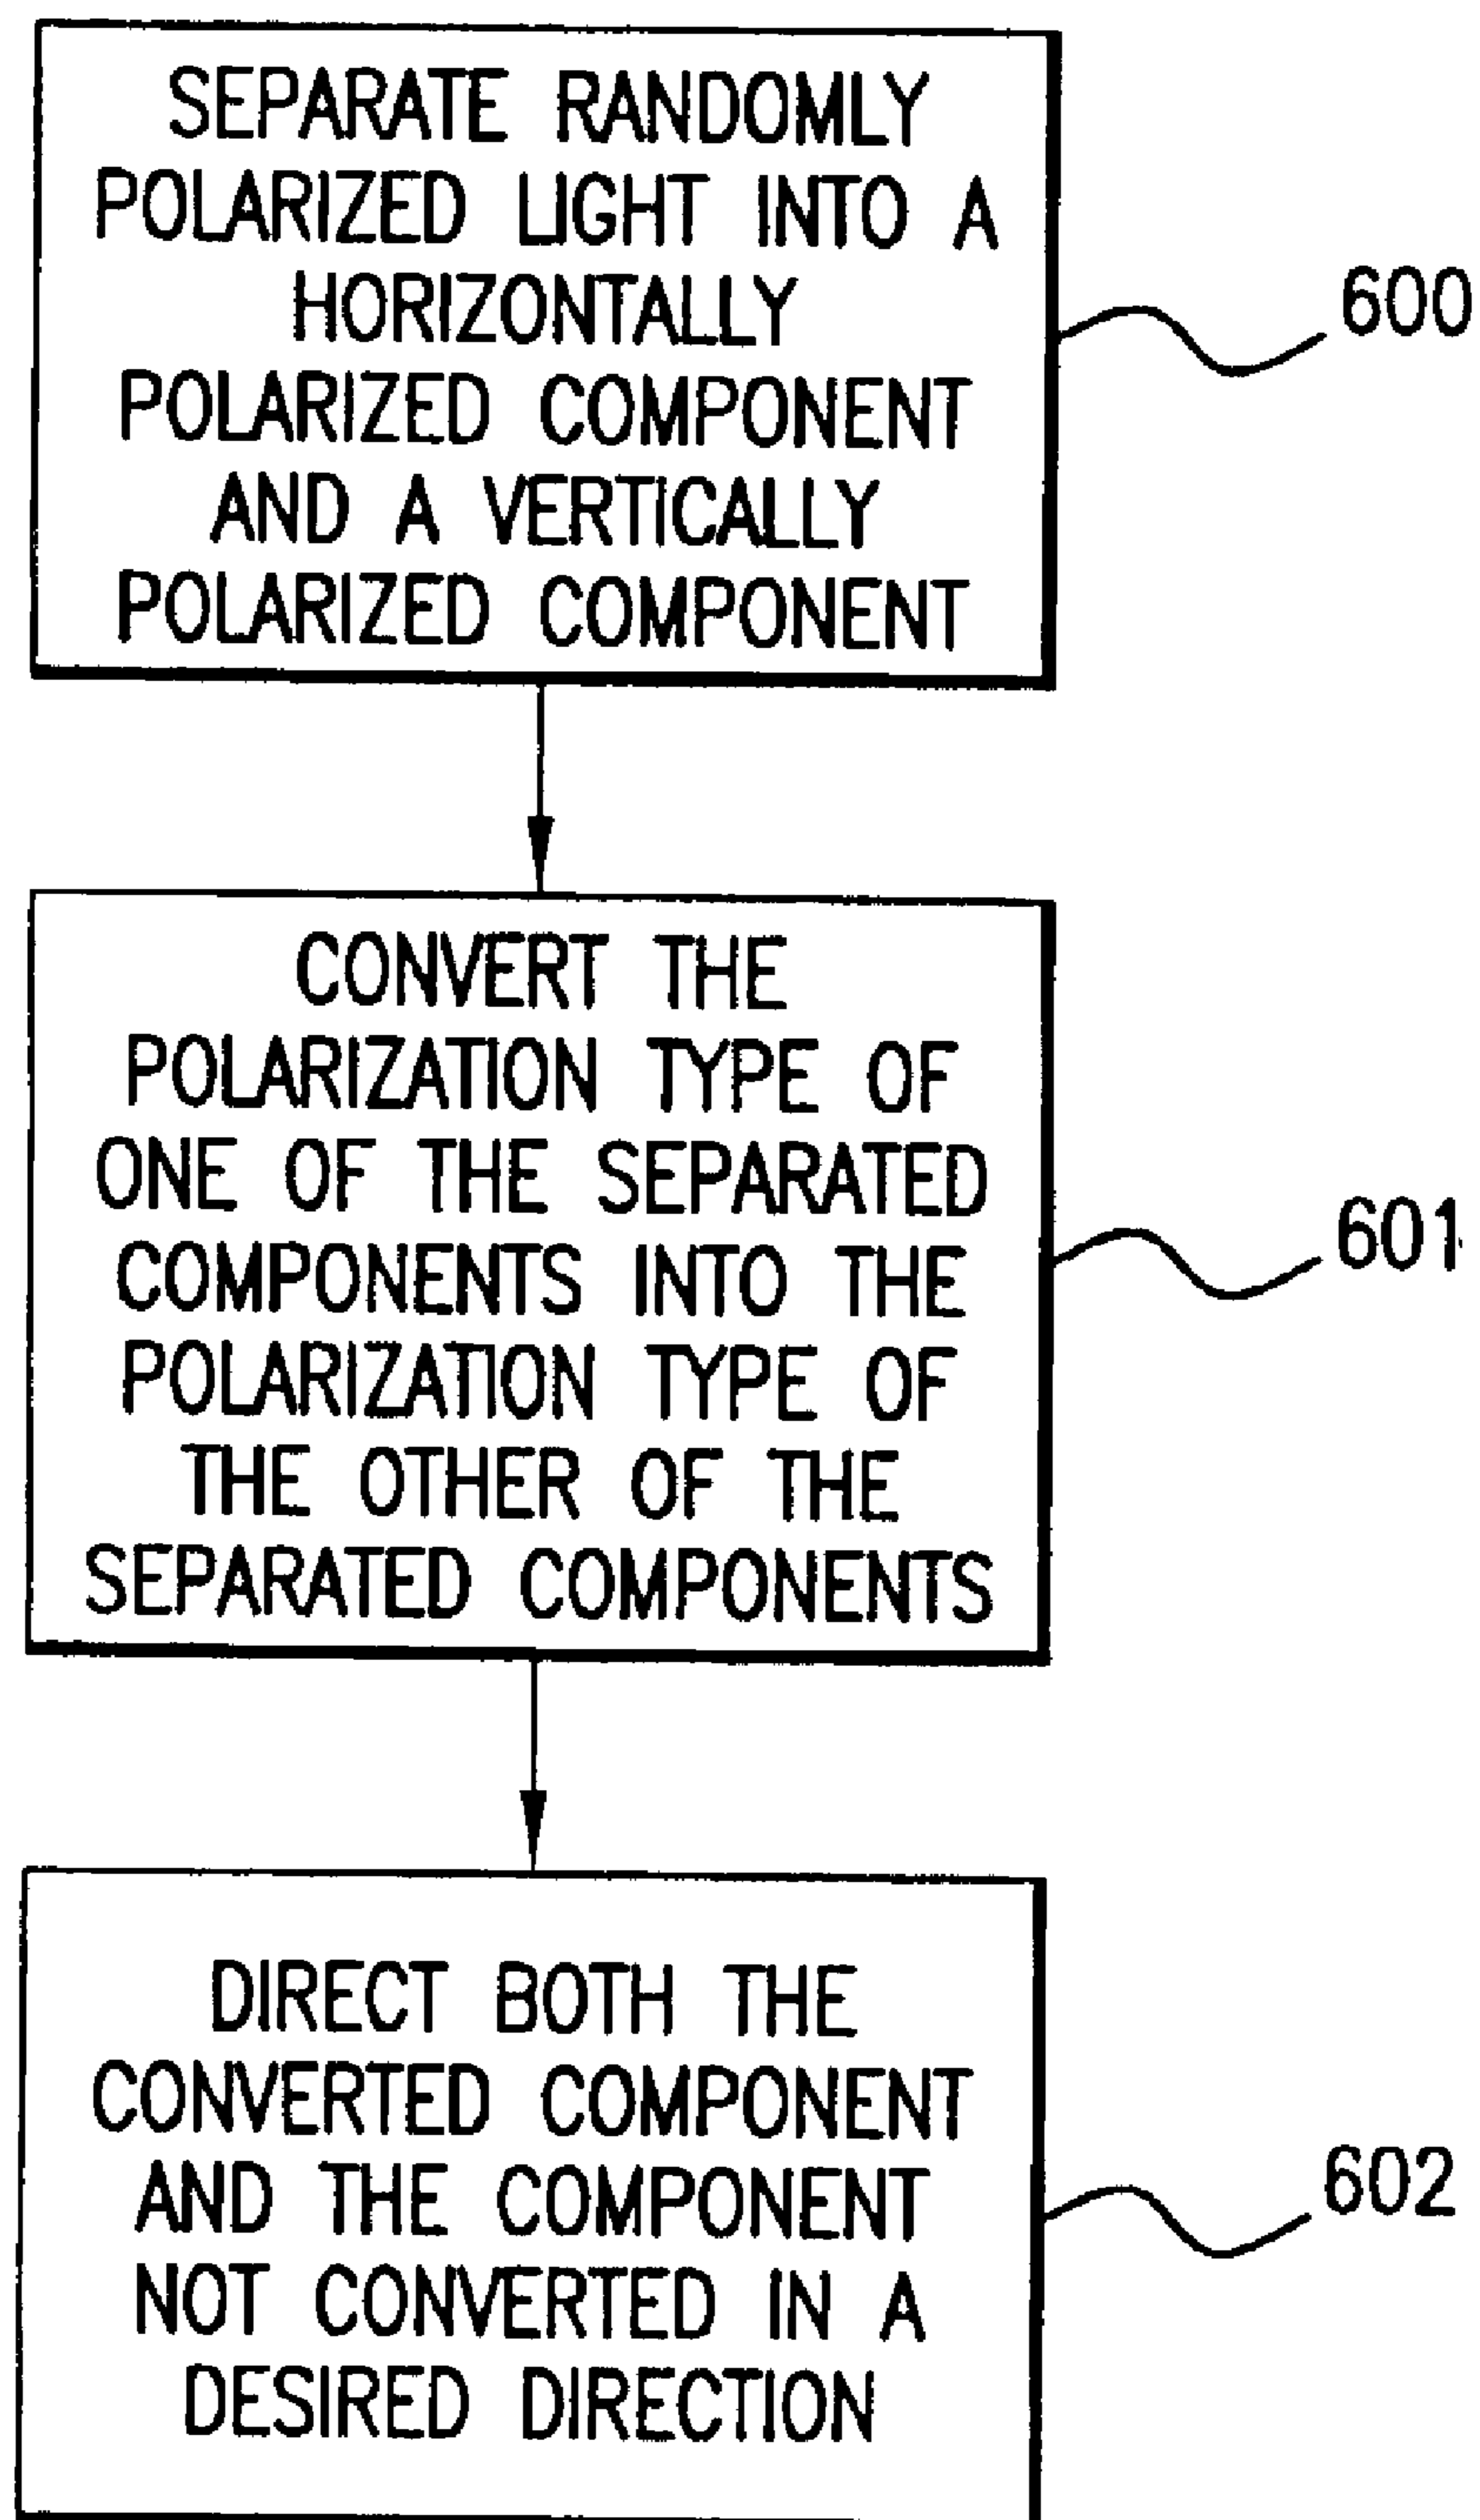 SEPARATE RANDOMLY
POLARIZED LIGHT INTO A
HORIZONTALLY
POLARIZED COMPONENT
AND A VERTICALLY
POLARIZED COMPONENT
600
CONVERT THE
POLARIZATION TYPE OF
ONE OF THE SEPARATED
COMPONENTS INTO THE
POLARIZATION TYPE OF
THE OTHER OF THE
SEPARATED COMPONENTS
601
DIRECT BOTH THE
CONVERTED COMPONENT
AND THE COMPONENT
NOT CONVERTED IN A
DESIRED DIRECTION
602